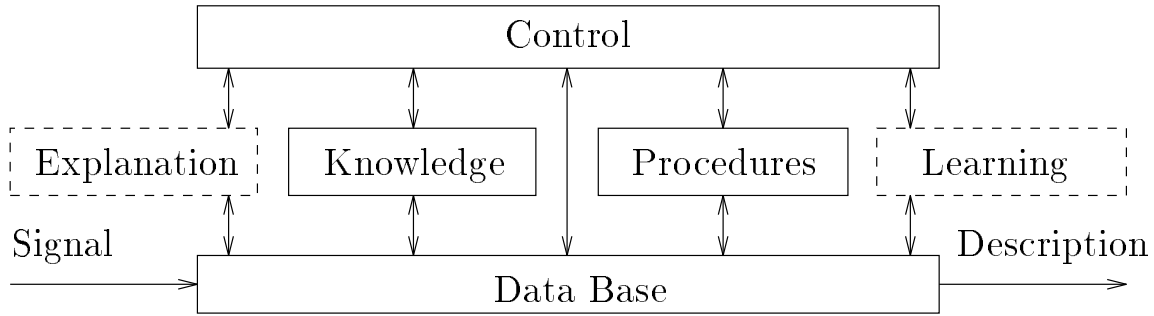 Control
Explanation
Knowledge
Procedures
Learning
Signal
Description
Data Base